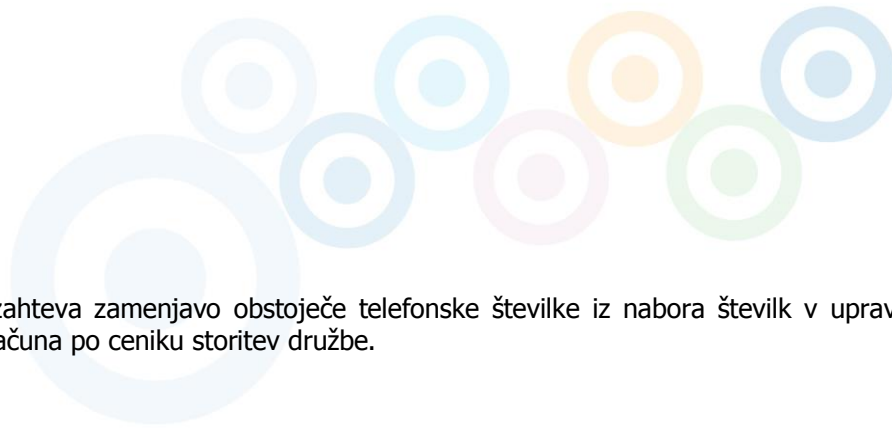 zahteva zamenjavo obstoječe telefonske številke iz nabora številk v uprav
ačuna po ceniku storitev družbe.